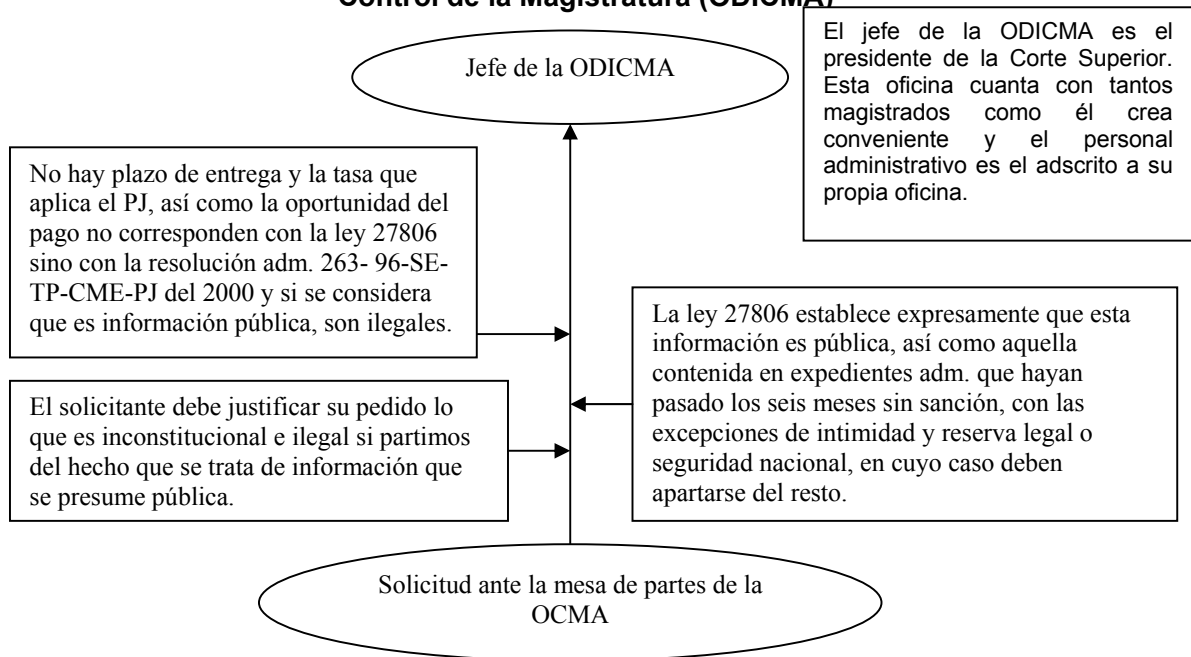 Control de la Magistratura (ODICMA)
Jefe de la ODICMA
El jefe de la ODICMA es el
presidente de la Corte Superior.
Esta oficina cuanta con tantos
magistrados como él crea
conveniente y el personal
administrativo es el adscrito a su
propia oficina.
No hay plazo de entrega y la tasa que
aplica el PJ, así como la oportunidad del
pago no corresponden con la ley 27806
sino con la resolución adm. 263- 96-SE-
TP-CME-PJ del 2000 y si se considera
que es información pública, son ilegales.
La ley 27806 establece expresamente que esta
información es pública, así como aquella
contenida en expedientes adm. que hayan
pasado los seis meses sin sanción, con las
excepciones de intimidad y reserva legal o
seguridad nacional, en cuyo caso deben
apartarse del resto.
El solicitante debe justificar su pedido lo
que es inconstitucional e ilegal si partimos
del hecho que se trata de información que
se presume pública.
Solicitud ante la mesa de partes de la
OCMA